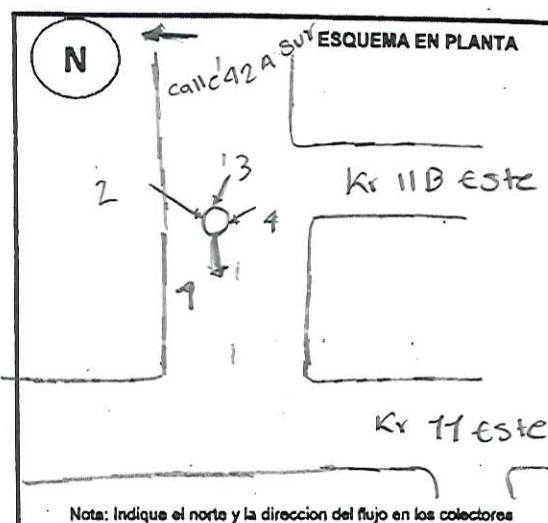 ESQUEMA EN PLANTA
N
calle 42 A Sur
3
Kr 11B Este
2
4
9
Kr 11 Este
Nota: Indique el norte y la direccion del flujo en los colectores